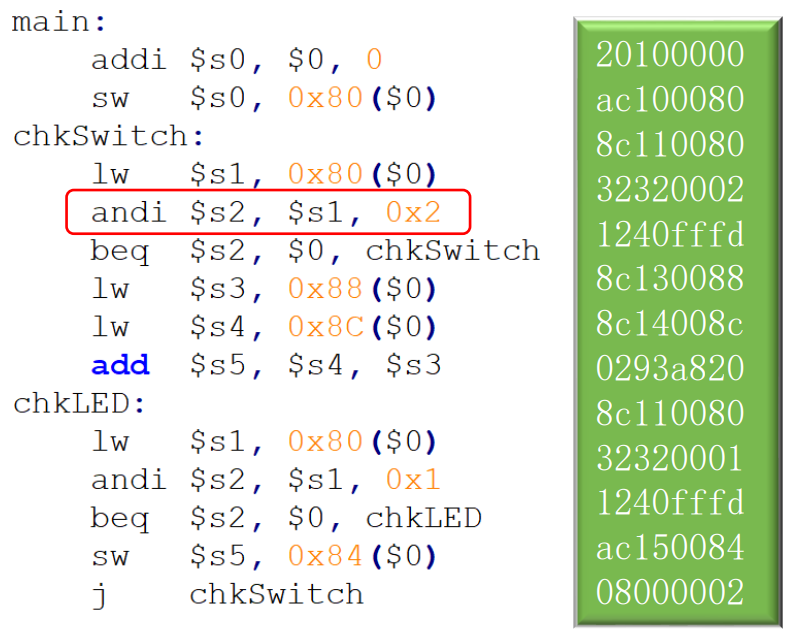 main:
addi $s0, $0, 0
sw $s0, 0x80($0)
chkSwitch:
lw $s1, 0x80($0)
andi $s2, $s1, 0x2
beq $s2, $0, chkSwitch
lw $s3, 0x88($0)
lw $s4, 0x8C($0)
add $s5, $s4, $s3
chkLED:
lw $s1, 0x80($0)
andi $s2, $s1, 0x1
beq $s2, $0, chkLED
sw $s5, 0x84($0)
j chkSwitch
20100000
ac100080
8c110080
32320002
1240fffd
8c130088
8c14008c
0293a820
8c110080
32320001
1240fffd
ac150084
08000002